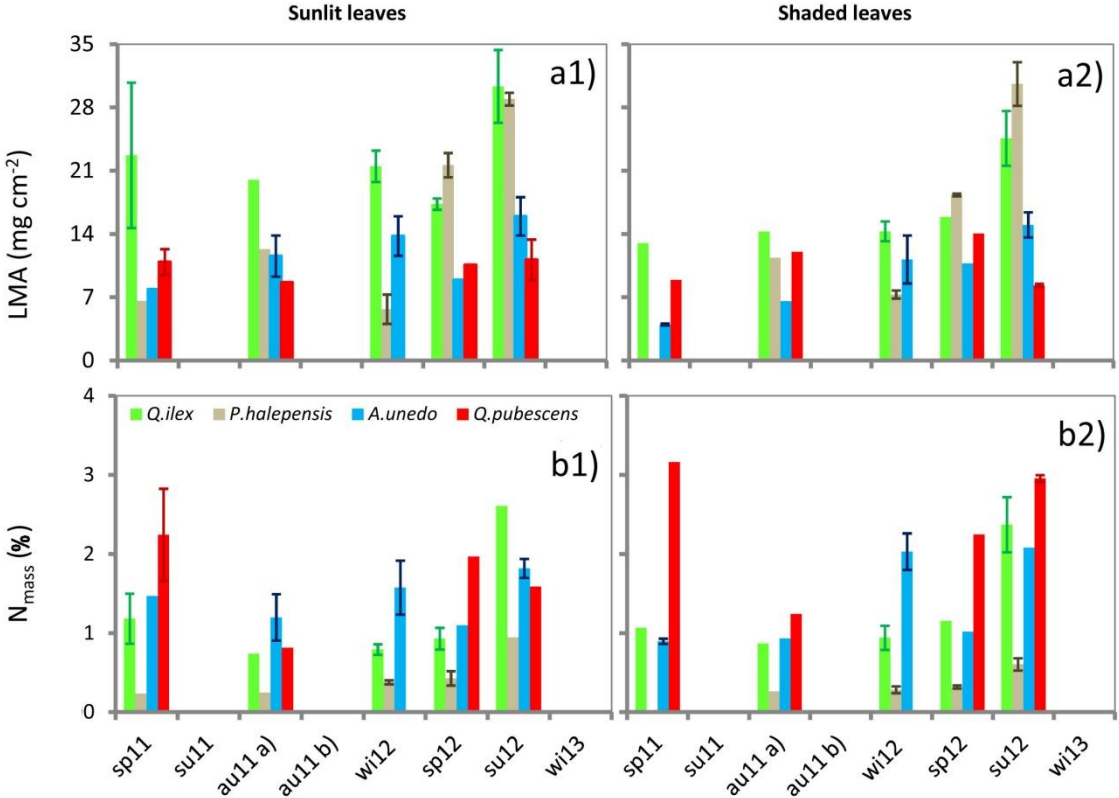 Sunlit leaves
Shaded leaves
LMA (mg cm⁻²)
35
28
21
14
7
0
a1)
a2)
N_mass (%)
4
3
2
1
0
Q.ilex P.halepensis A.unedo Q.pubescens
b1)
b2)
sp11 su11 au11 a) au11 b) wi12 sp12 su12 wi13
sp11 su11 au11 a) au11 b) wi12 sp12 su12 wi13